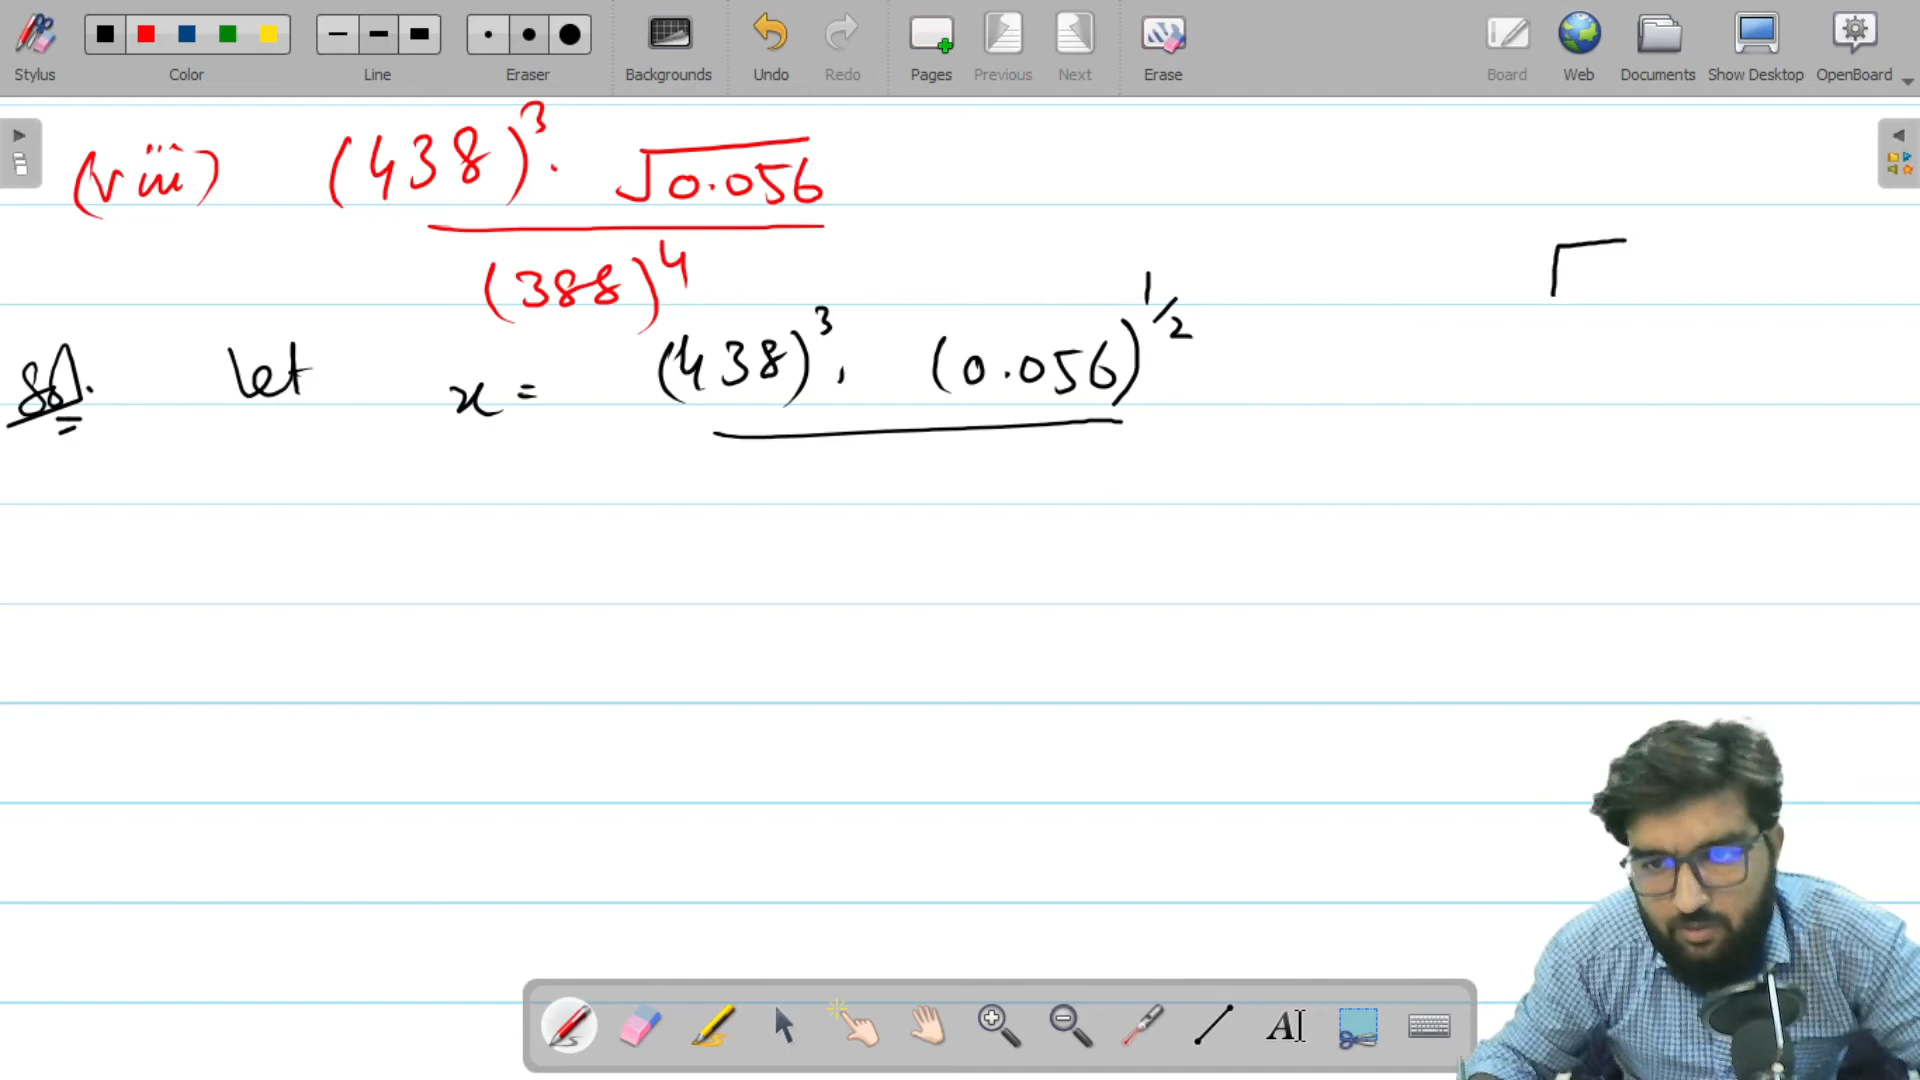 Stylus Color Line Eraser Backgrounds Undo Redo Pages Previous Next Erase Board Web Documents Show Desktop OpenBoard
(viii) (438)³. √0.056
(388)⁴
Sol. let x = (438)³. (0.056)^1/2